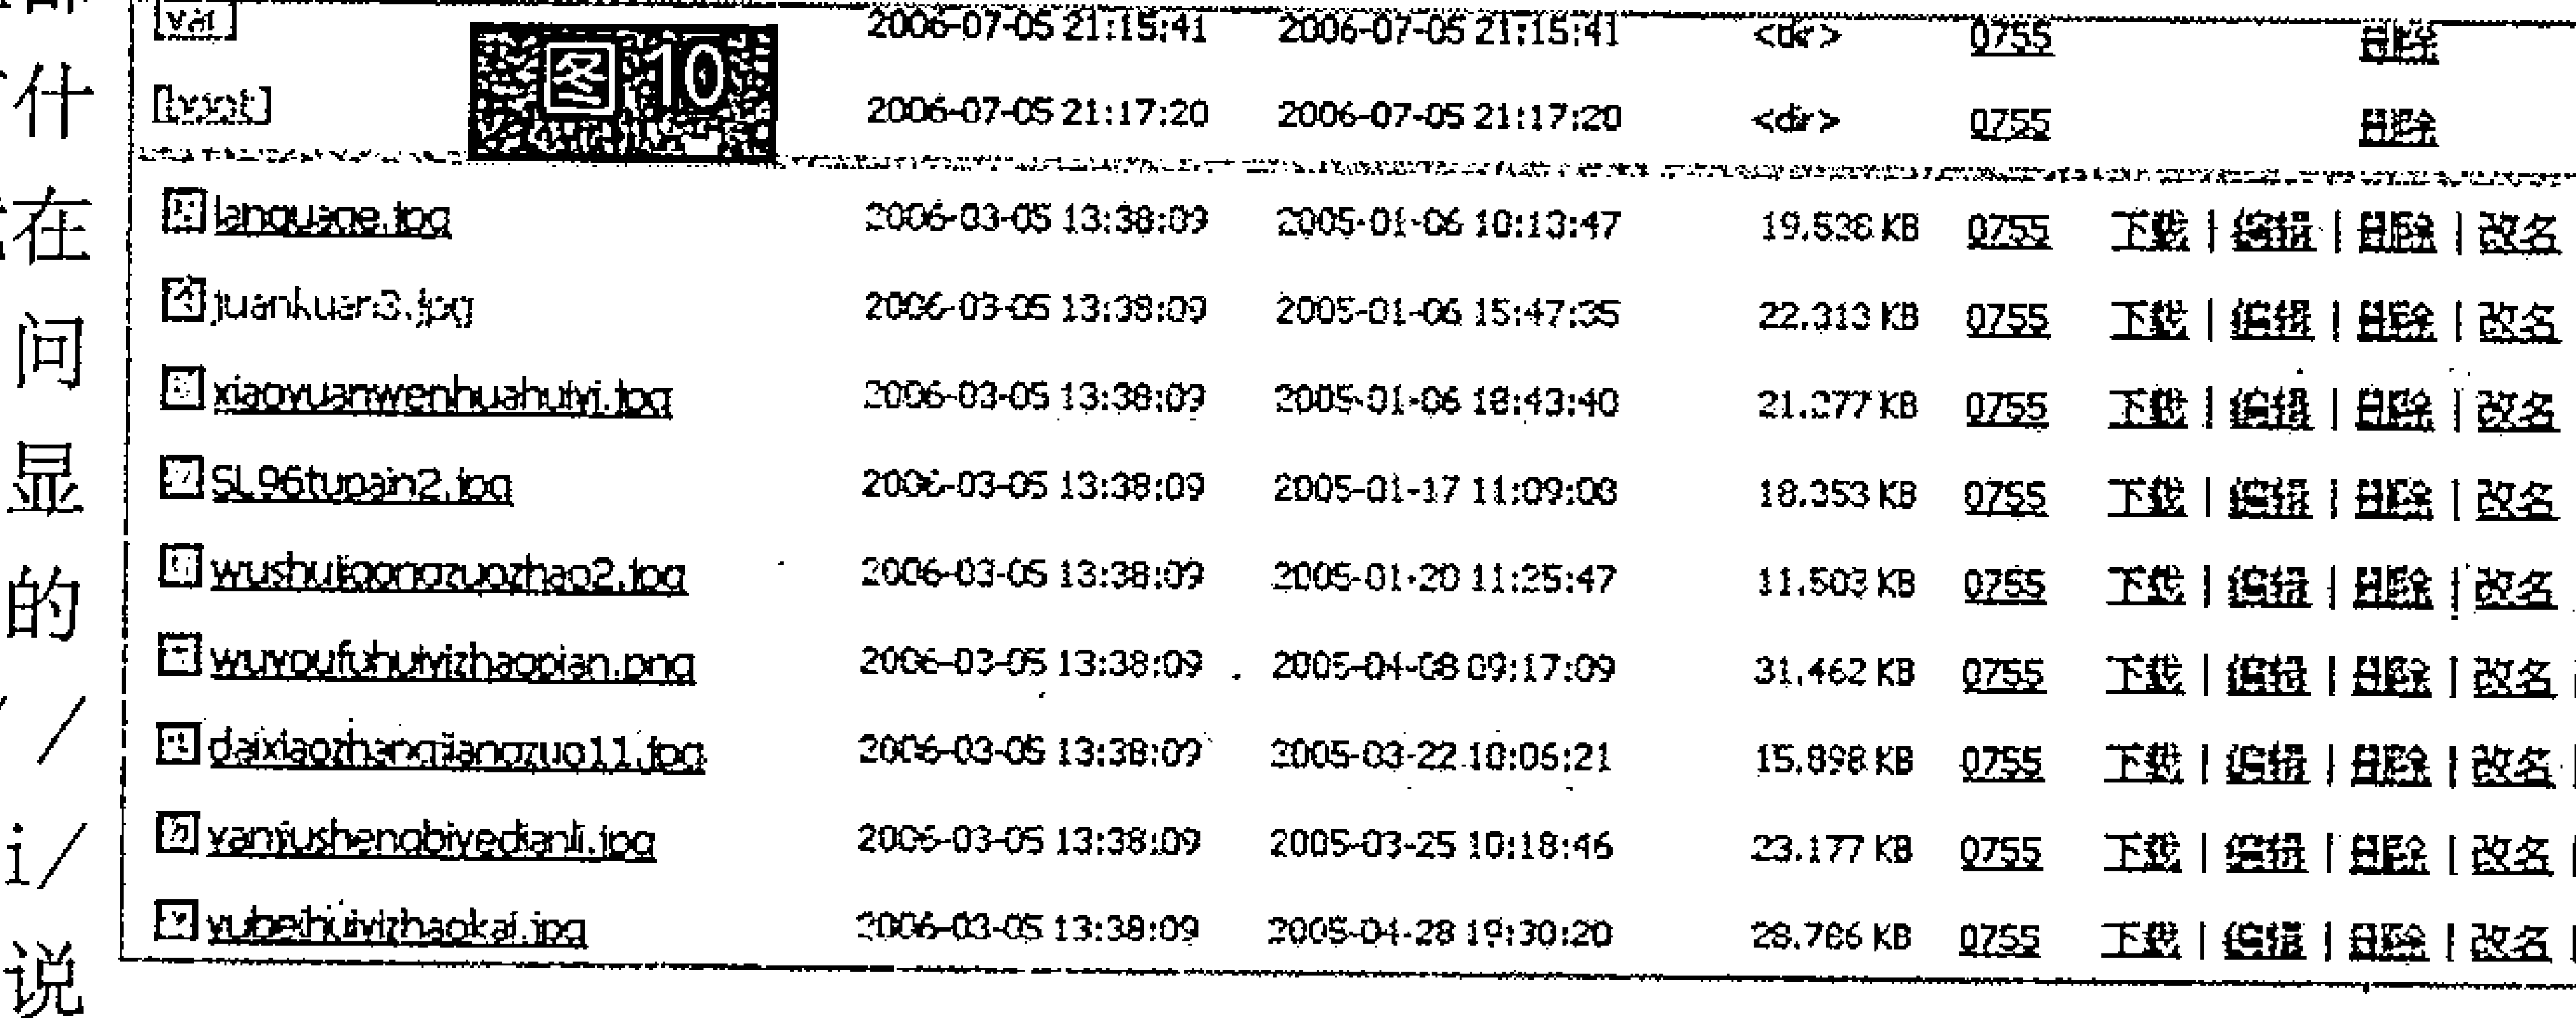 [var] 2006-07-05 21:15:41 2006-07-05 21:15:41 <dir> 0755 删除
图 10
什 [boot] 2006-07-05 21:17:20 2006-07-05 21:17:20 <dir> 0755 删除
在 language.jpg 2006-03-05 13:38:09 2005-01-06 10:13:47 19.536 KB 0755 下载 | 编辑 | 删除 | 改名
问 juankuan3.jpg 2006-03-05 13:38:09 2005-01-06 15:47:35 22.313 KB 0755 下载 | 编辑 | 删除 | 改名
xiaoyuanwenhuahuiyi.jpg 2006-03-05 13:38:09 2005-01-06 18:43:40 21.277 KB 0755 下载 | 编辑 | 删除 | 改名
显 SL96tupain2.jpg 2006-03-05 13:38:09 2005-01-17 11:09:03 18.353 KB 0755 下载 | 编辑 | 删除 | 改名
的 wushujigongzuozhao2.jpg 2006-03-05 13:38:09 2005-01-20 11:25:47 11.503 KB 0755 下载 | 编辑 | 删除 | 改名
wuyoufuhuiyizhaopian.png 2006-03-05 13:38:09 2005-04-08 09:17:09 31.462 KB 0755 下载 | 编辑 | 删除 | 改名
/ daixiaozhangjiangzuo11.jpg 2006-03-05 13:38:09 2005-03-22 10:06:21 15.898 KB 0755 下载 | 编辑 | 删除 | 改名
i/ yanjiushengbiyedianli.jpg 2006-03-05 13:38:09 2005-03-25 10:18:46 23.177 KB 0755 下载 | 编辑 | 删除 | 改名
说 yubeihuiyizhaokai.jpg 2006-03-05 13:38:09 2005-04-28 19:30:20 28.786 KB 0755 下载 | 编辑 | 删除 | 改名